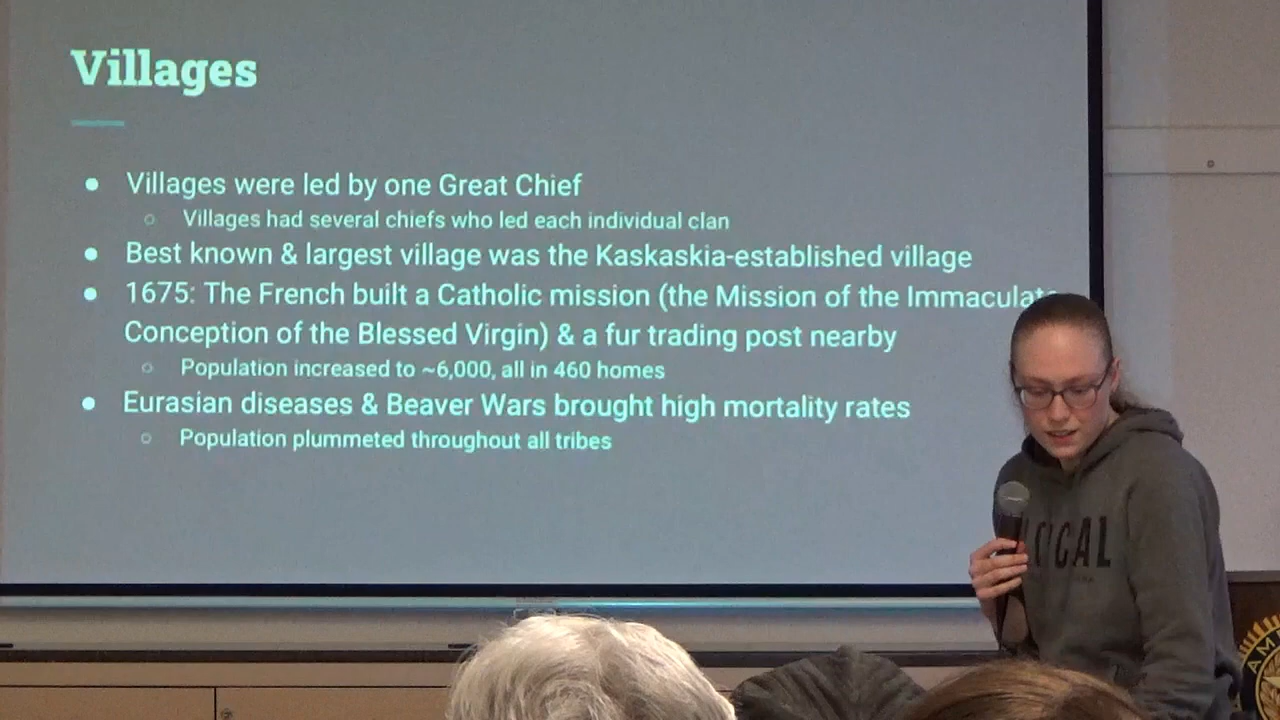 Villages
● Villages were led by one Great Chief
○ Villages had several chiefs who led each individual clan
● Best known & largest village was the Kaskaskia-established village
● 1675: The French built a Catholic mission (the Mission of the Immaculate
Conception of the Blessed Virgin) & a fur trading post nearby
○ Population increased to ~6,000, all in 460 homes
● Eurasian diseases & Beaver Wars brought high mortality rates
○ Population plummeted throughout all tribes